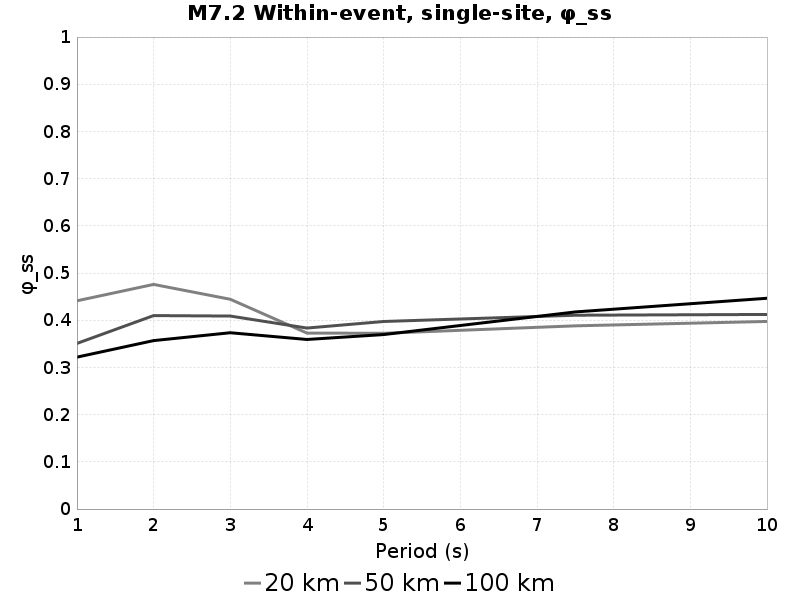 M7.2 Within-event, single-site, φ_ss
1
0.9
0.8
0.7
0.6
0.5
0.4
0.3
0.2
0.1
0
φ_ss
1 2 3 4 5 6 7 8 9 10
Period (s)
20 km 50 km 100 km